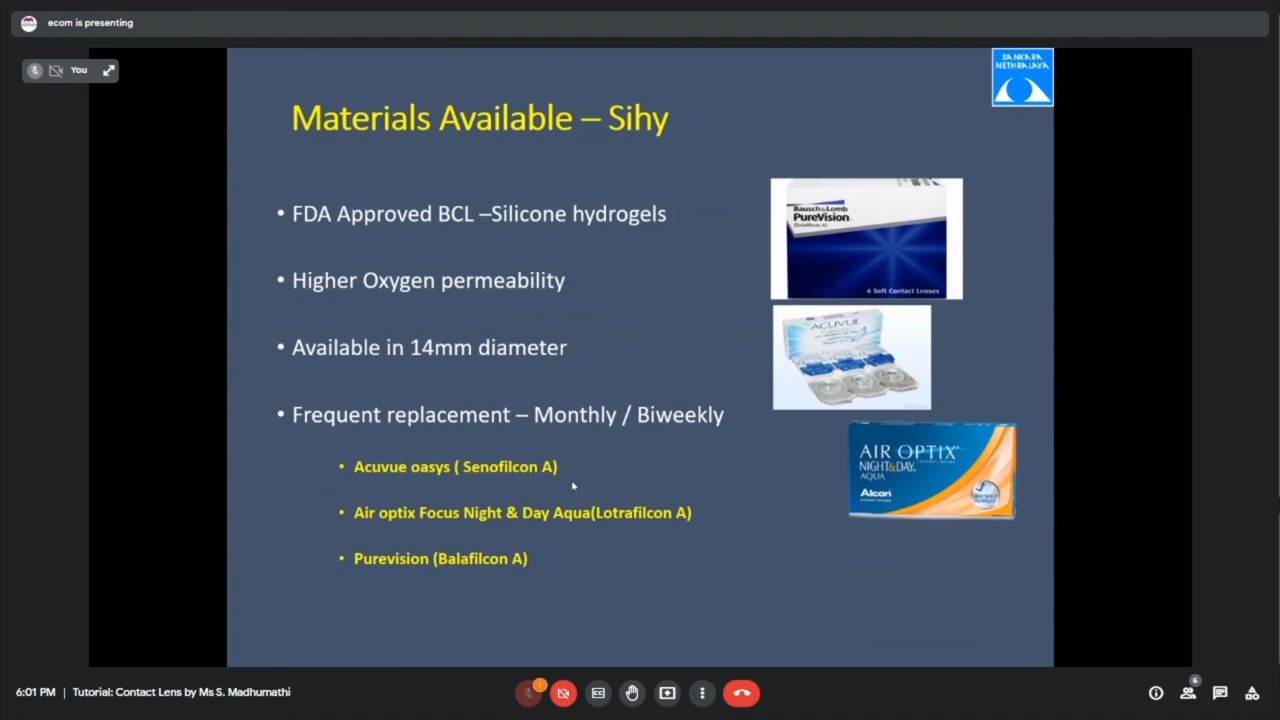 ecom is presenting
You
SANKARA
NETHRALAYA
Materials Available – Sihy
• FDA Approved BCL –Silicone hydrogels
• Higher Oxygen permeability
• Available in 14mm diameter
• Frequent replacement – Monthly / Biweekly
• Acuvue oasys ( Senofilcon A)
• Air optix Focus Night & Day Aqua(Lotrafilcon A)
• Purevision (Balafilcon A)
Bausch & Lomb
PureVision
(balafilcon A)
6 Soft Contact Lenses
ACUVUE
AIR OPTIX
NIGHT&DAY
AQUA
Alcon
6:01 PM | Tutorial: Contact Lens by Ms S. Madhumathi
6